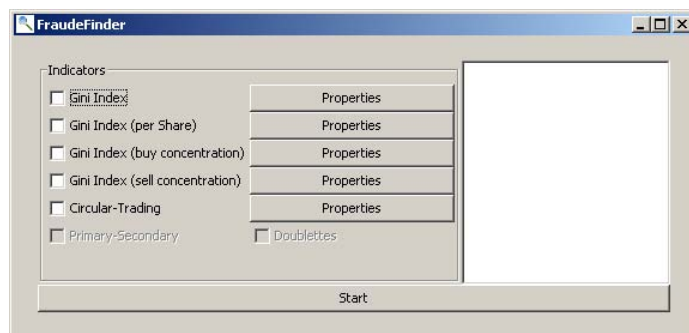 FraudeFinder
Indicators
Gini Index Properties
Gini Index (per Share) Properties
Gini Index (buy concentration) Properties
Gini Index (sell concentration) Properties
Circular-Trading Properties
Primary-Secondary Doublettes
Start